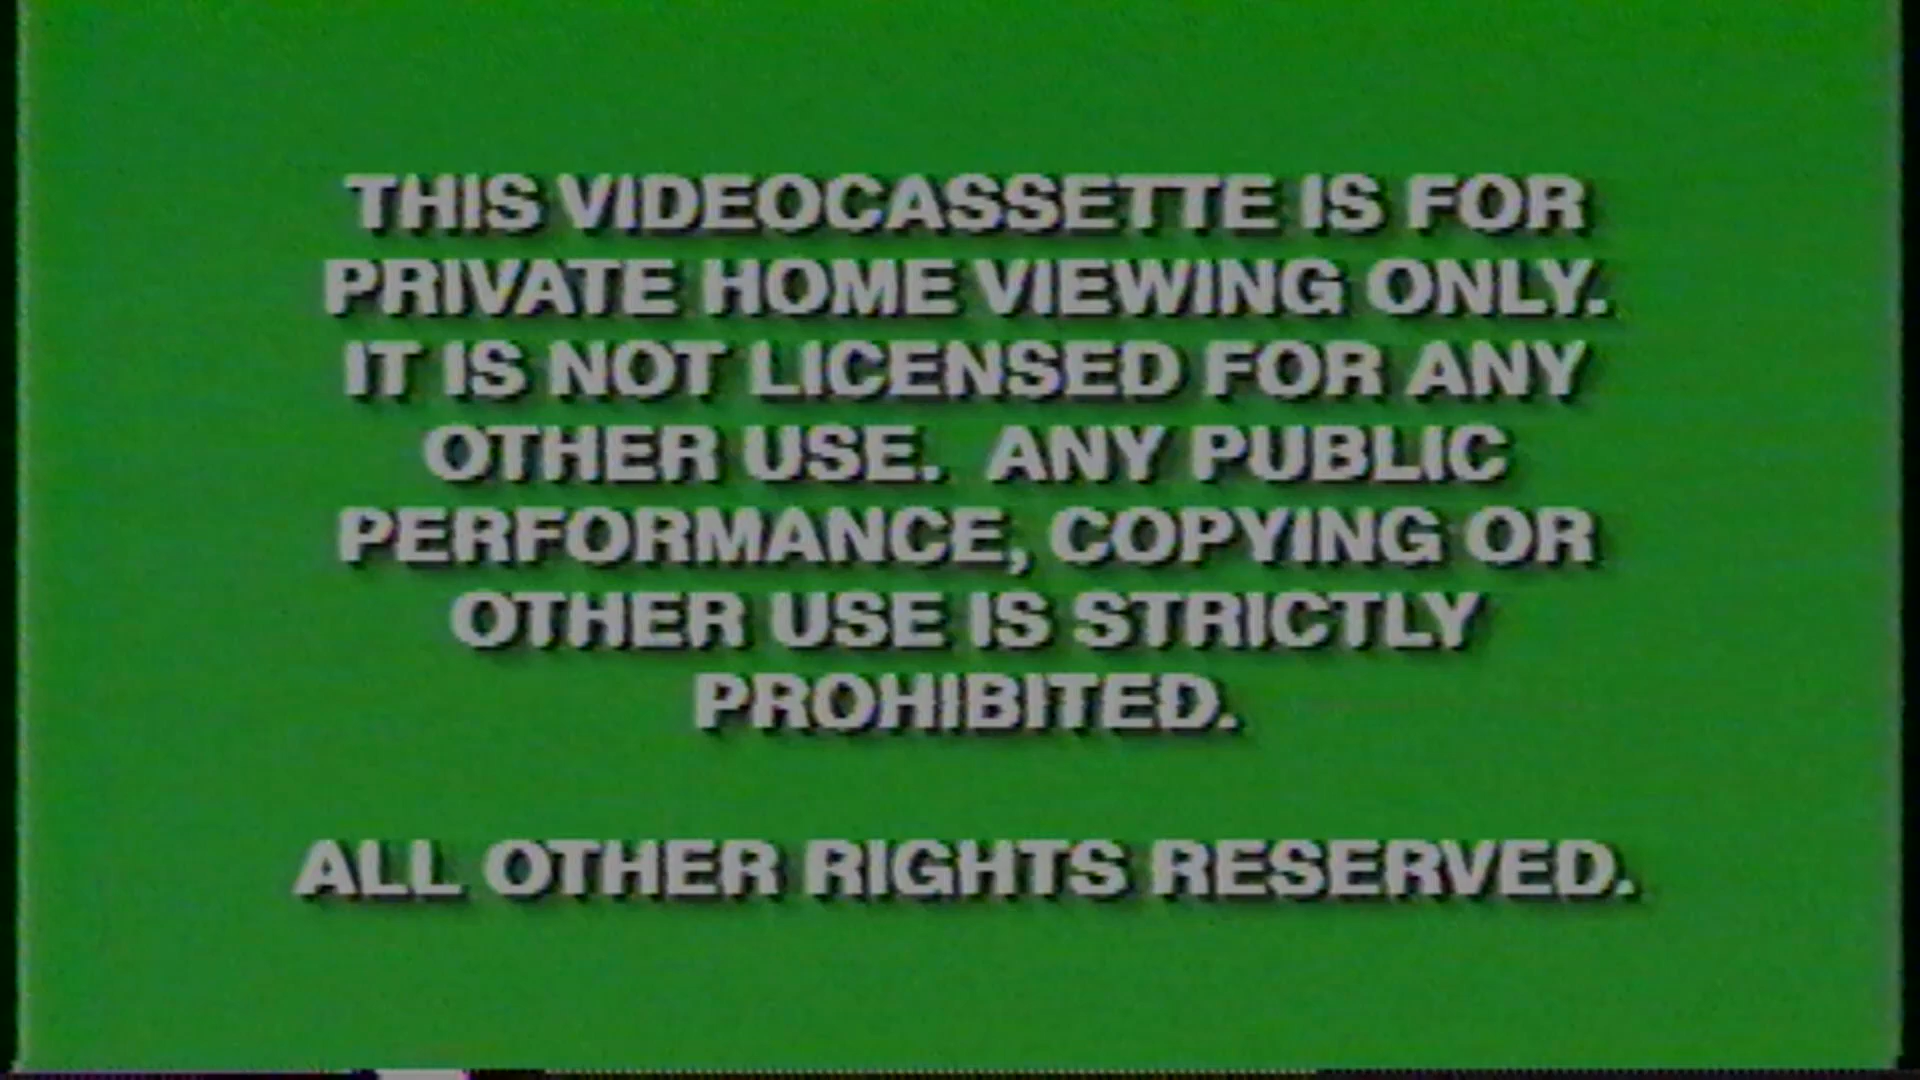 THIS VIDEOCASSETTE IS FOR
PRIVATE HOME VIEWING ONLY.
IT IS NOT LICENSED FOR ANY
OTHER USE.  ANY PUBLIC
PERFORMANCE, COPYING OR
OTHER USE IS STRICTLY
PROHIBITED.
ALL OTHER RIGHTS RESERVED.